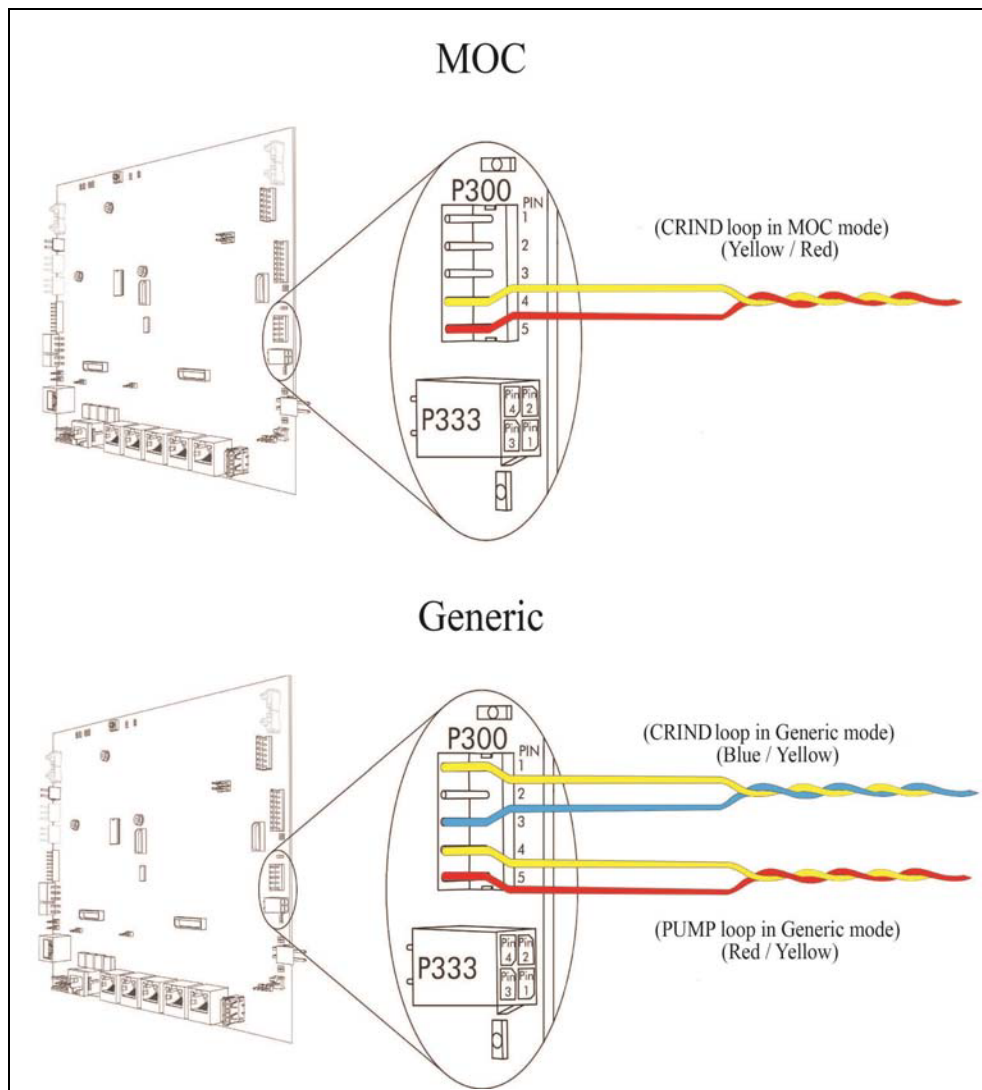 MOC
P300
PIN
1
2
3
4
5
(CRIND loop in MOC mode)
(Yellow / Red)
P333
Pin 4
Pin 2
Pin 3
Pin 1
Generic
P300
PIN
1
2
3
4
5
(CRIND loop in Generic mode)
(Blue / Yellow)
(PUMP loop in Generic mode)
(Red / Yellow)
P333
Pin 4
Pin 2
Pin 3
Pin 1